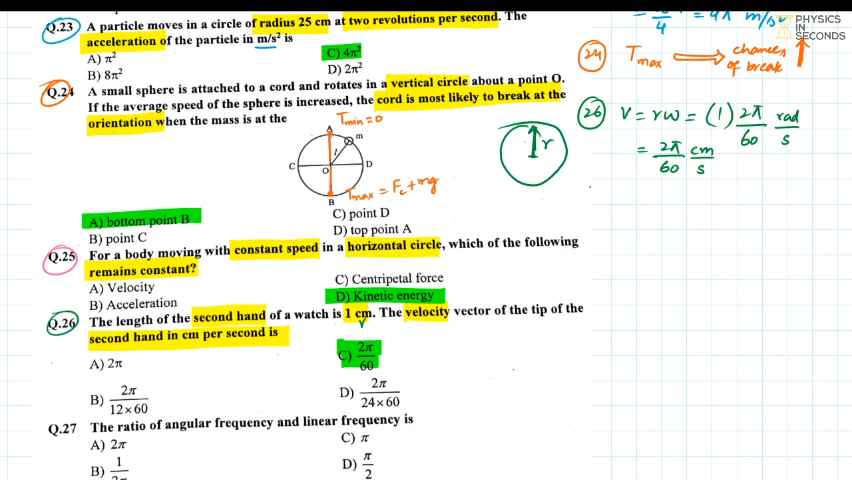 Q.23 A particle moves in a circle of radius 25 cm at two revolutions per second. The
acceleration of the particle in m/s² is
A) π²
C) 4π²
B) 8π²
D) 2π²
Q.24 A small sphere is attached to a cord and rotates in a vertical circle about a point O.
If the average speed of the sphere is increased, the cord is most likely to break at the
orientation when the mass is at the
Tmin = 0
A
m
l
C
O
D
B
Tmax = Fc + mg
A) bottom point B
C) point D
B) point C
D) top point A
Q.25 For a body moving with constant speed in a horizontal circle, which of the following
remains constant?
A) Velocity
C) Centripetal force
B) Acceleration
D) Kinetic energy
Q.26 The length of the second hand of a watch is 1 cm. The velocity vector of the tip of the
r
second hand in cm per second is
A) 2π
C) 2π/60
B) 2π/12×60
D) 2π/24×60
Q.27 The ratio of angular frequency and linear frequency is
A) 2π
C) π
B) 1
D) π/2
4 = 4π m/s²
PHYSICS
IN
SECONDS
24 Tmax ⟹ chances
of break ↑
26 V = rω = (1) 2π/60 rad/s
= 2π/60 cm/s
r